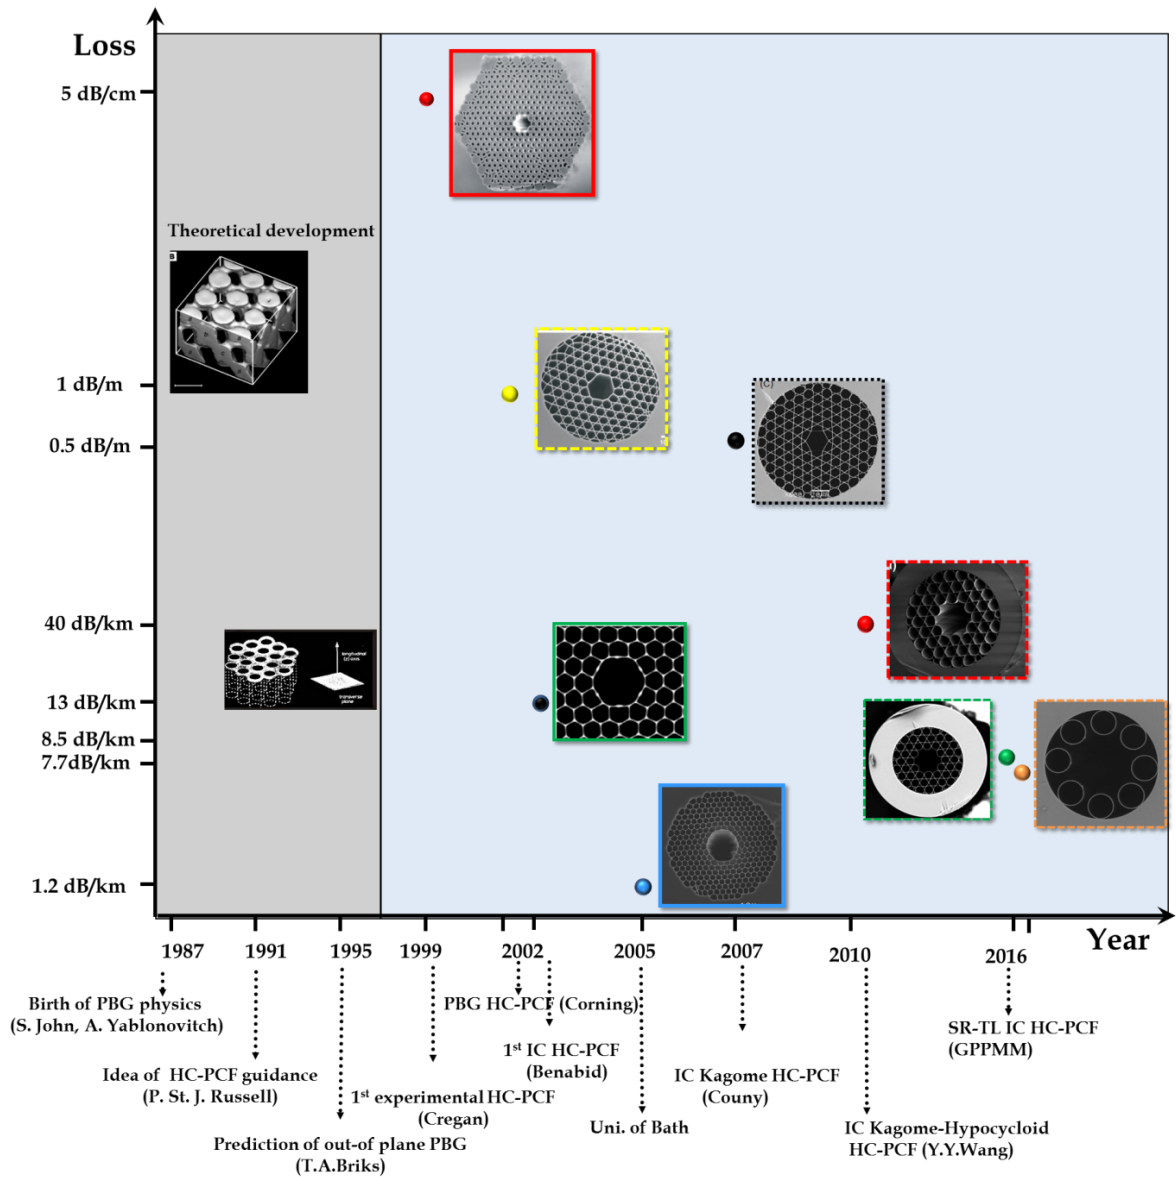 Loss
5 dB/cm
Theoretical development
B
1 dB/m
(C)
0.5 dB/m
40 dB/km
longitudinal
(z) axis
transverse
plane
13 dB/km
8.5 dB/km
7.7dB/km
1.2 dB/km
1987
1991
1995
1999
2002
2005
2007
2010
2016
Year
Birth of PBG physics
(S. John, A. Yablonovitch)
Idea of HC-PCF guidance
(P. St. J. Russell)
Prediction of out-of plane PBG
(T.A.Briks)
1st experimental HC-PCF
(Cregan)
PBG HC-PCF (Corning)
1st IC HC-PCF
(Benabid)
Uni. of Bath
IC Kagome HC-PCF
(Couny)
IC Kagome-Hypocycloid
HC-PCF (Y.Y.Wang)
SR-TL IC HC-PCF
(GPPMM)